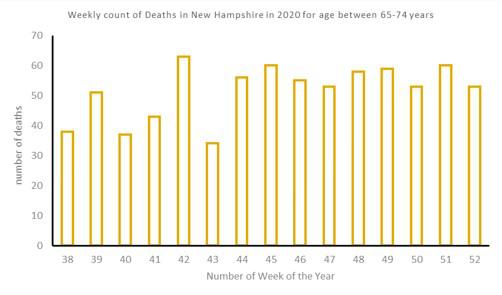 Weekly count of Deaths in New Hampshire in 2020 for age between 65-74 years
70
60
50
40
30
20
10
0
number of deaths
38 39 40 41 42 43 44 45 46 47 48 49 50 51 52
Number of Week of the Year